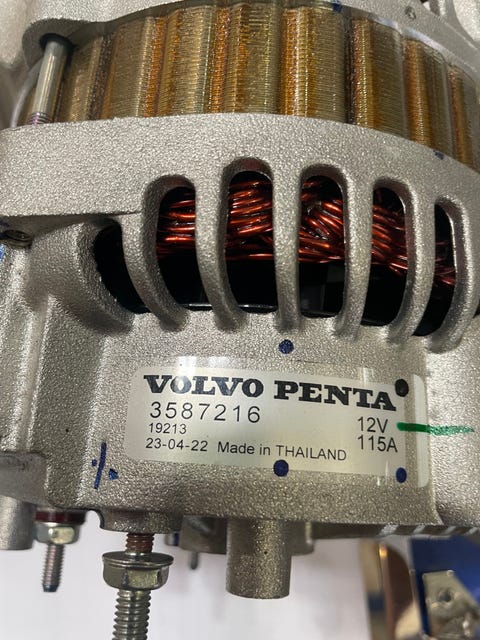 VOLVO PENTA
3587216
12V
19213
115A
23-04-22 Made in THAILAND